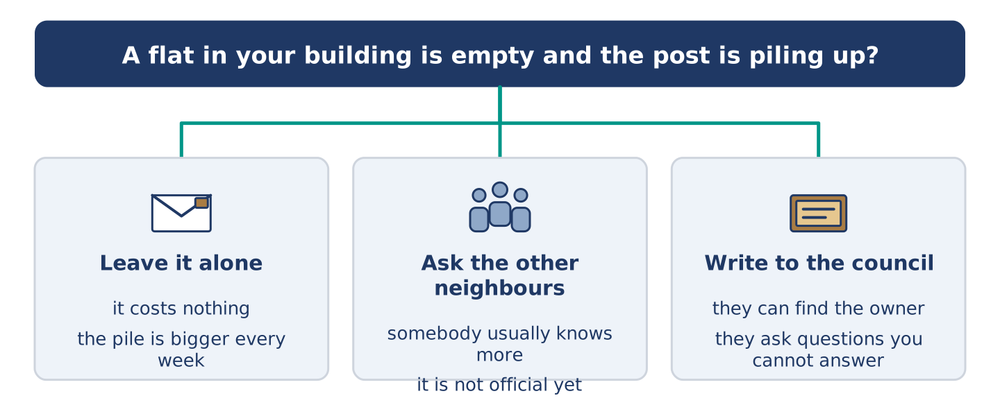 A flat in your building is empty and the post is piling up?
Leave it alone
it costs nothing
the pile is bigger every
week
Ask the other
neighbours
somebody usually knows
more
it is not official yet
Write to the council
they can find the owner
they ask questions you
cannot answer